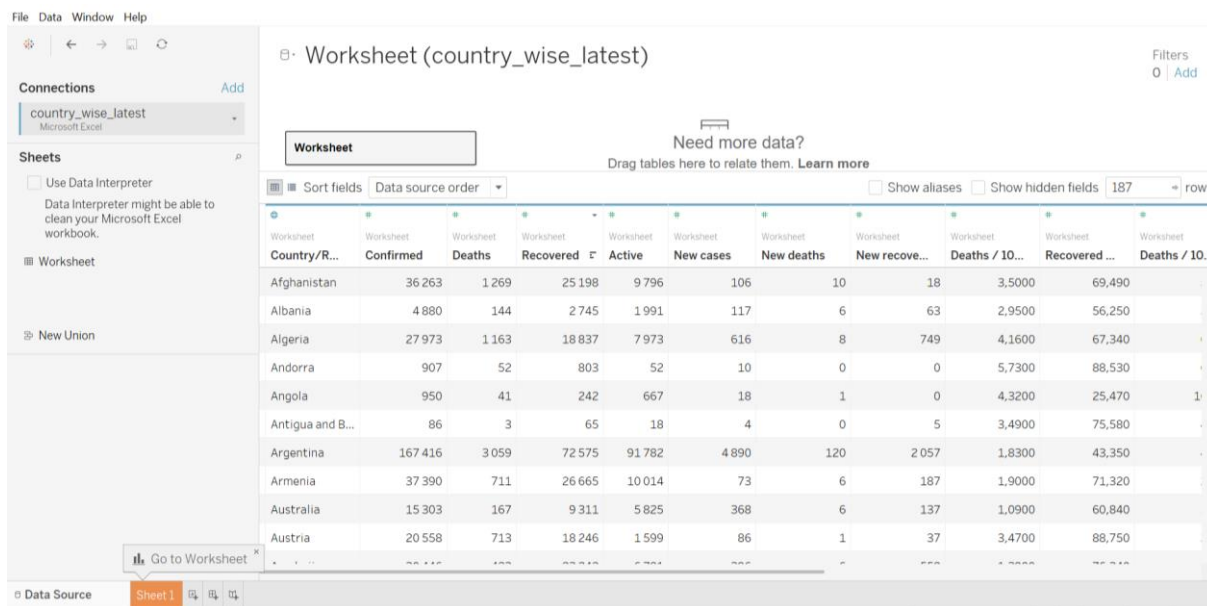 File Data Window Help
Worksheet (country_wise_latest)
Filters
0 Add
Connections Add
country_wise_latest
Microsoft Excel
Sheets
Use Data Interpreter
Data Interpreter might be able to
clean your Microsoft Excel
workbook.
Worksheet
New Union
Worksheet
Need more data?
Drag tables here to relate them. Learn more
Sort fields Data source order Show aliases Show hidden fields 187 row
Worksheet Worksheet Worksheet Worksheet Worksheet Worksheet Worksheet Worksheet Worksheet Worksheet Worksheet
Country/R... Confirmed Deaths Recovered Active New cases New deaths New recove... Deaths / 10... Recovered ... Deaths / 10.
Afghanistan 36 263 1 269 25 198 9 796 106 10 18 3,5000 69,490
Albania 4 880 144 2 745 1 991 117 6 63 2,9500 56,250
Algeria 27 973 1 163 18 837 7 973 616 8 749 4,1600 67,340
Andorra 907 52 803 52 10 0 0 5,7300 88,530
Angola 950 41 242 667 18 1 0 4,3200 25,470
Antigua and B... 86 3 65 18 4 0 5 3,4900 75,580
Argentina 167 416 3 059 72 575 91 782 4 890 120 2 057 1,8300 43,350
Armenia 37 390 711 26 665 10 014 73 6 187 1,9000 71,320
Australia 15 303 167 9 311 5 825 368 6 137 1,0900 60,840
Austria 20 558 713 18 246 1 599 86 1 37 3,4700 88,750
Go to Worksheet
Data Source Sheet 1